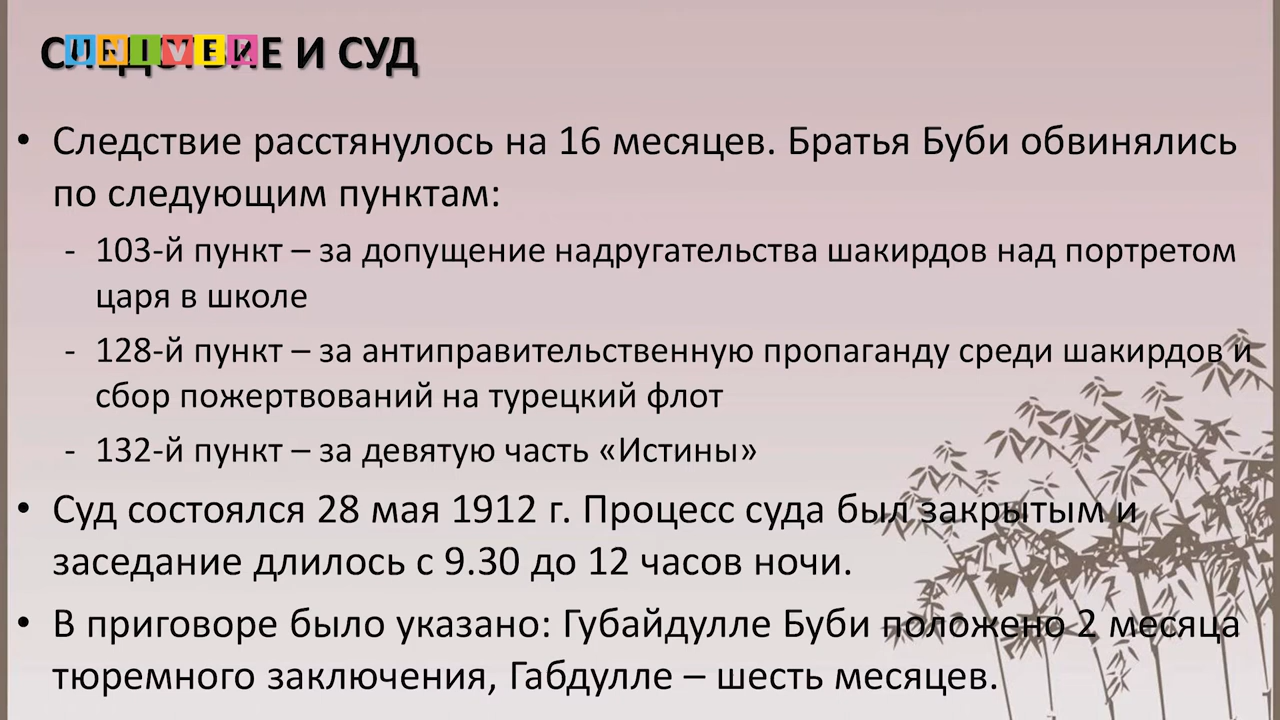 СЛЕДСТВИЕ И СУД
UNIVER
• Следствие расстянулось на 16 месяцев. Братья Буби обвинялись
по следующим пунктам:
- 103-й пункт – за допущение надругательства шакирдов над портретом
царя в школе
- 128-й пункт – за антиправительственную пропаганду среди шакирдов и
сбор пожертвований на турецкий флот
- 132-й пункт – за девятую часть «Истины»
• Суд состоялся 28 мая 1912 г. Процесс суда был закрытым и
заседание длилось с 9.30 до 12 часов ночи.
• В приговоре было указано: Губайдулле Буби положено 2 месяца
тюремного заключения, Габдулле – шесть месяцев.